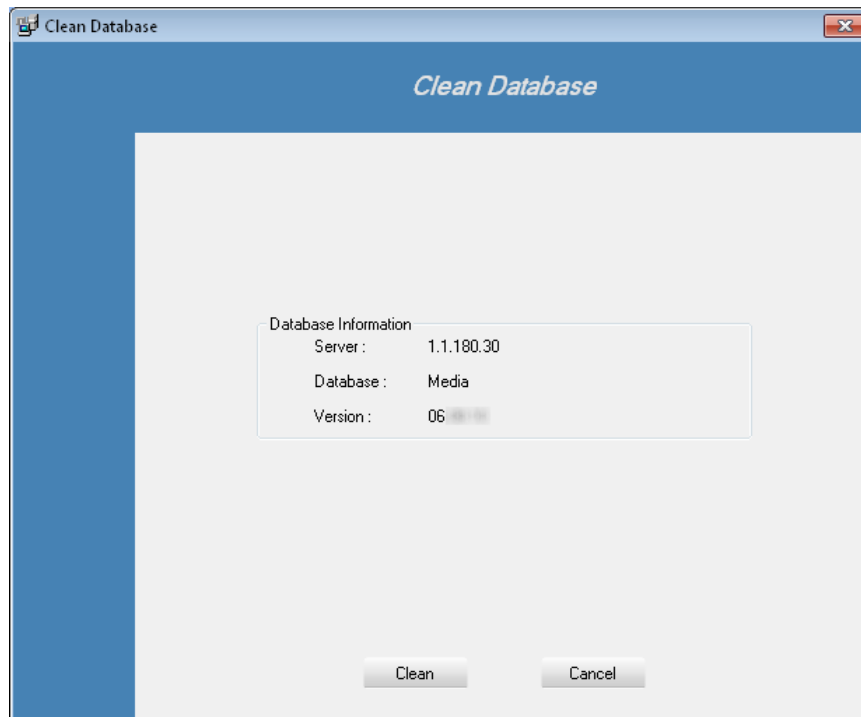 Clean Database
Clean Database
Database Information
Server : 1.1.180.30
Database : Media
Version : 06
Clean Cancel